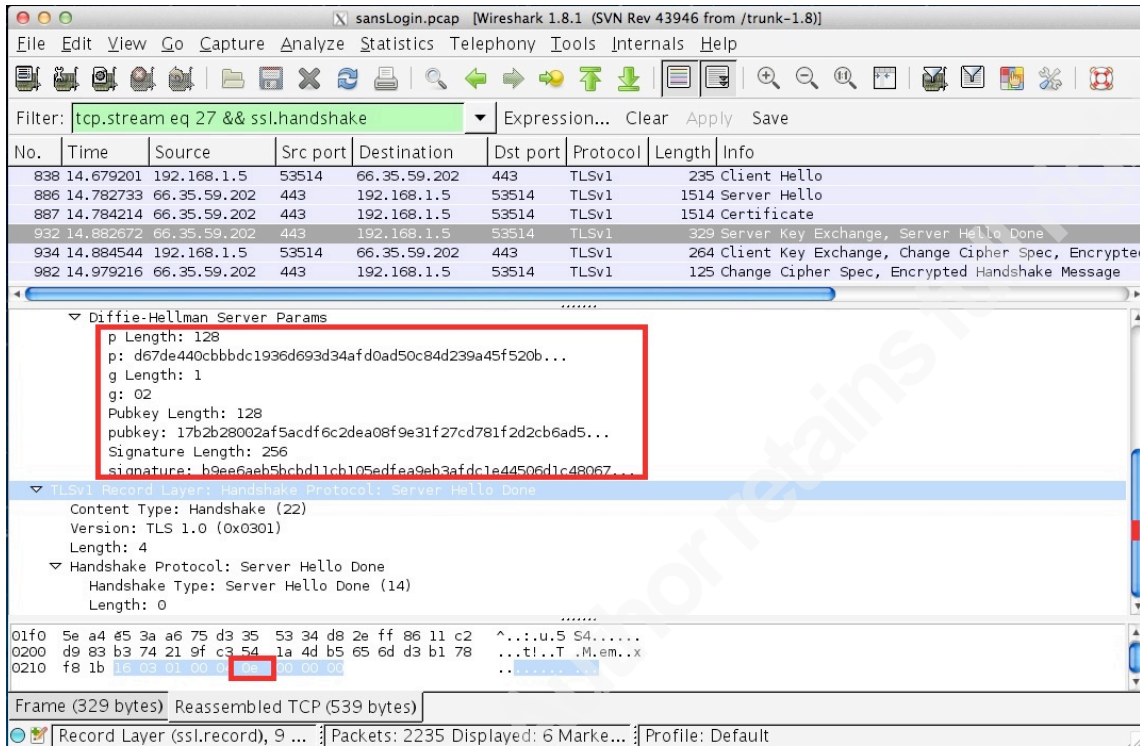 sansLogin.pcap [Wireshark 1.8.1 (SVN Rev 43946 from /trunk-1.8)]
File Edit View Go Capture Analyze Statistics Telephony Tools Internals Help
Filter: tcp.stream eq 27 && ssl.handshake Expression... Clear Apply Save
No. Time Source Src port Destination Dst port Protocol Length Info
838 14.679201 192.168.1.5 53514 66.35.59.202 443 TLSv1 235 Client Hello
886 14.782733 66.35.59.202 443 192.168.1.5 53514 TLSv1 1514 Server Hello
887 14.784214 66.35.59.202 443 192.168.1.5 53514 TLSv1 1514 Certificate
932 14.882672 66.35.59.202 443 192.168.1.5 53514 TLSv1 329 Server Key Exchange, Server Hello Done
934 14.884544 192.168.1.5 53514 66.35.59.202 443 TLSv1 264 Client Key Exchange, Change Cipher Spec, Encrypte
982 14.979216 66.35.59.202 443 192.168.1.5 53514 TLSv1 125 Change Cipher Spec, Encrypted Handshake Message
Diffie-Hellman Server Params
p Length: 128
p: d67de440cbbbdc1936d693d34afd0ad50c84d239a45f520b...
g Length: 1
g: 02
Pubkey Length: 128
pubkey: 17b2b28002af5acdf6c2dea08f9e31f27cd781f2d2cb6ad5...
Signature Length: 256
signature: b9ee6aeb5bcbd11cb105edfea9eb3afdc1e44506d1c48067...
TLSv1 Record Layer: Handshake Protocol: Server Hello Done
Content Type: Handshake (22)
Version: TLS 1.0 (0x0301)
Length: 4
Handshake Protocol: Server Hello Done
Handshake Type: Server Hello Done (14)
Length: 0
01f0 5e a4 e5 3a a6 75 d3 35 53 34 d8 2e ff 86 11 c2 ^..:.u.5 S4......
0200 d9 83 b3 74 21 9f c3 54 1a 4d b5 65 6d d3 b1 78 ...t!..T .M.em..x
0210 f8 1b 16 03 01 00 04 0e 00 00 00 ........ ...
Frame (329 bytes) Reassembled TCP (539 bytes)
Record Layer (ssl.record), 9 ... Packets: 2235 Displayed: 6 Marke... Profile: Default